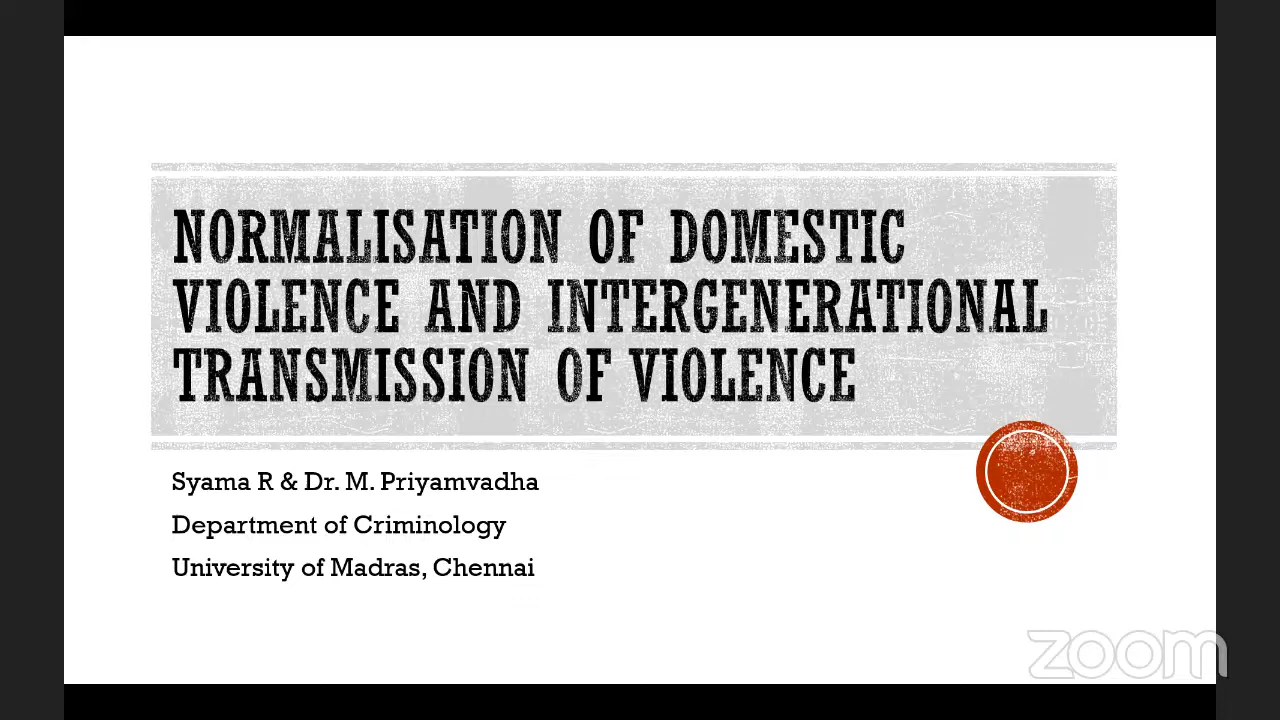 NORMALISATION OF DOMESTIC
VIOLENCE AND INTERGENERATIONAL
TRANSMISSION OF VIOLENCE
Syama R & Dr. M. Priyamvadha
Department of Criminology
University of Madras, Chennai
zoom